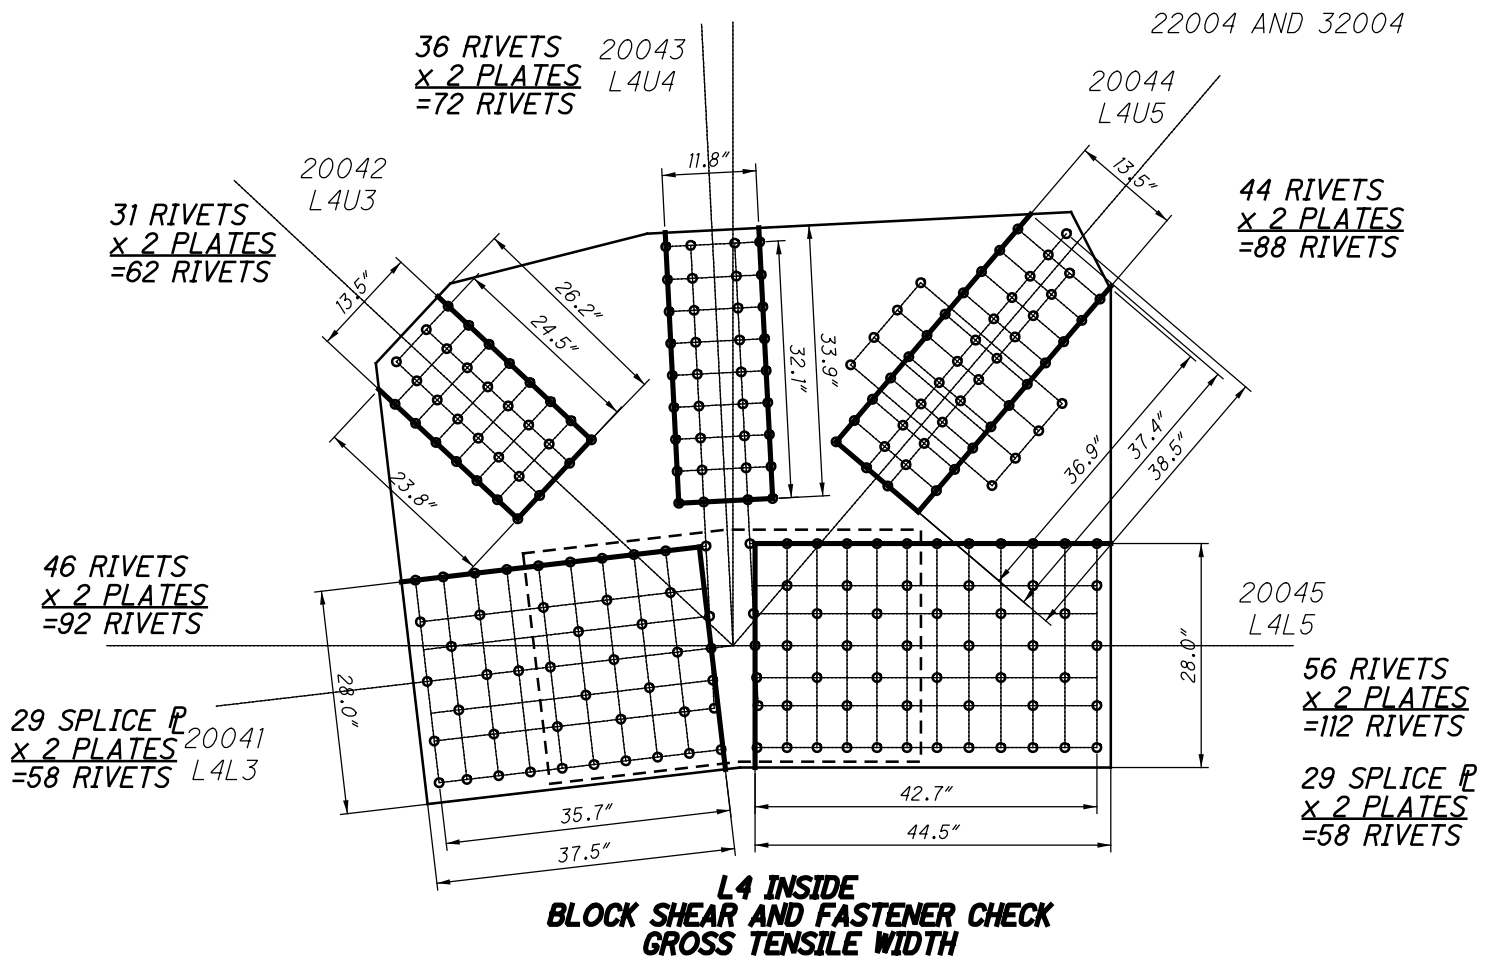 22004 AND 32004
36 RIVETS
x 2 PLATES
=72 RIVETS
20043
L4U4
20044
L4U5
11.8"
13.5"
20042
L4U3
31 RIVETS
x 2 PLATES
=62 RIVETS
44 RIVETS
x 2 PLATES
=88 RIVETS
13.5"
26.2"
24.5"
23.8"
32.1"
33.9"
36.9"
37.4"
38.5"
46 RIVETS
x 2 PLATES
=92 RIVETS
29 SPLICE ℙL
x 2 PLATES
=58 RIVETS
20041
L4L3
28.0"
20045
L4L5
28.0"
56 RIVETS
x 2 PLATES
=112 RIVETS
29 SPLICE ℙL
x 2 PLATES
=58 RIVETS
35.7"
37.5"
42.7"
44.5"
L4 INSIDE
BLOCK SHEAR AND FASTENER CHECK
GROSS TENSILE WIDTH